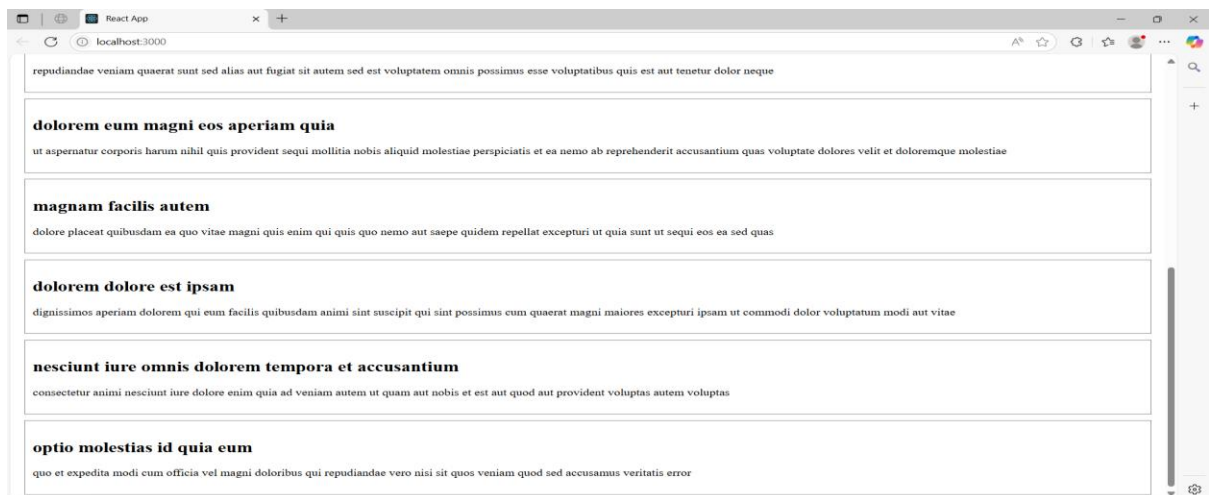 React App
localhost:3000
repudiandae veniam quaerat sunt sed alias aut fugiat sit autem sed est voluptatem omnis possimus esse voluptatibus quis est aut tenetur dolor neque
dolorem eum magni eos aperiam quia
ut aspernatur corporis harum nihil quis provident sequi mollitia nobis aliquid molestiae perspiciatis et ea nemo ab reprehenderit accusantium quas voluptate dolores velit et doloremque molestiae
magnam facilis autem
dolore placeat quibusdam ea quo vitae magni quis enim qui quis quo nemo aut saepe quidem repellat excepturi ut quia sunt ut sequi eos ea sed quas
dolorem dolore est ipsam
dignissimos aperiam dolorem qui eum facilis quibusdam animi sint suscipit qui sint possimus cum quaerat magni maiores excepturi ipsam ut commodi dolor voluptatum modi aut vitae
nesciunt iure omnis dolorem tempora et accusantium
consectetur animi nesciunt iure dolore enim quia ad veniam autem ut quam aut nobis et est aut quod aut provident voluptas autem voluptas
optio molestias id quia eum
quo et expedita modi cum officia vel magni doloribus qui repudiandae vero nisi sit quos veniam quod sed accusamus veritatis error